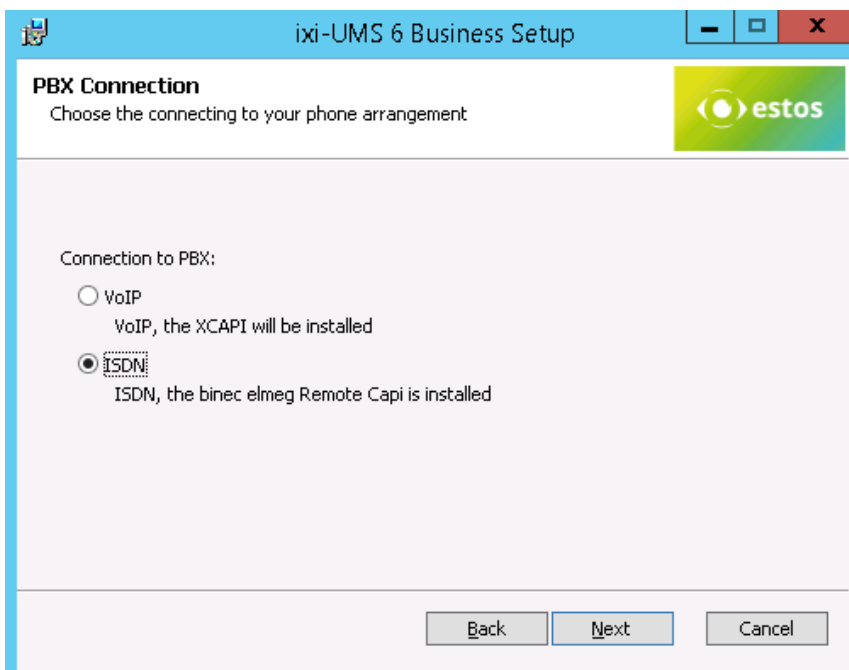 ixi-UMS 6 Business Setup
PBX Connection
Choose the connecting to your phone arrangement
estos
Connection to PBX:
VoIP
VoIP, the XCAPI will be installed
ISDN
ISDN, the binec elmeg Remote Capi is installed
Back Next Cancel